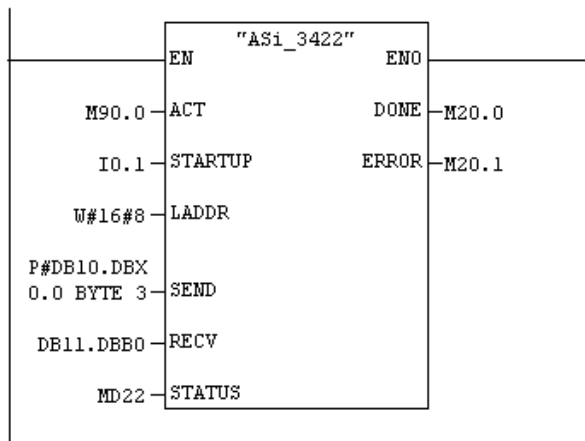 "ASi_3422"
EN ENO
M90.0 ACT DONE M20.0
I0.1 STARTUP ERROR M20.1
W#16#8 LADDR
P#DB10.DBX
0.0 BYTE 3 SEND
DB11.DBB0 RECV
MD22 STATUS